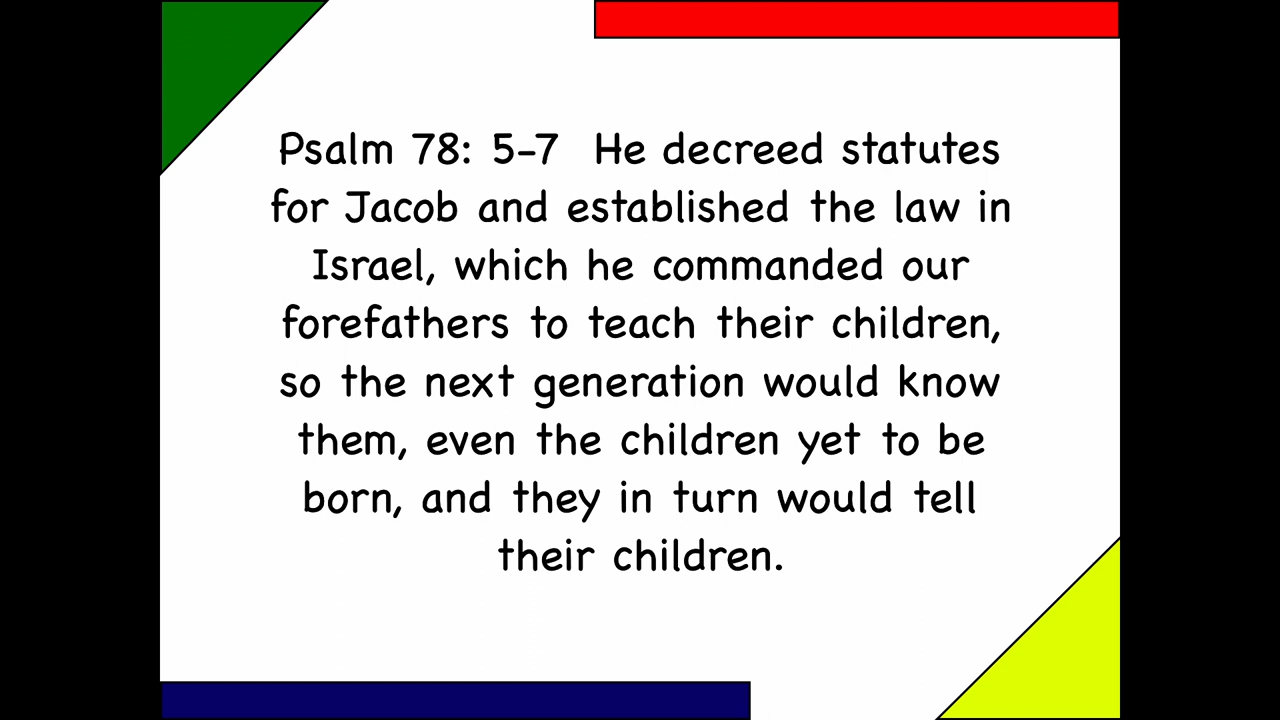 Psalm 78: 5-7  He decreed statutes
for Jacob and established the law in
Israel, which he commanded our
forefathers to teach their children,
so the next generation would know
them, even the children yet to be
born, and they in turn would tell
their children.